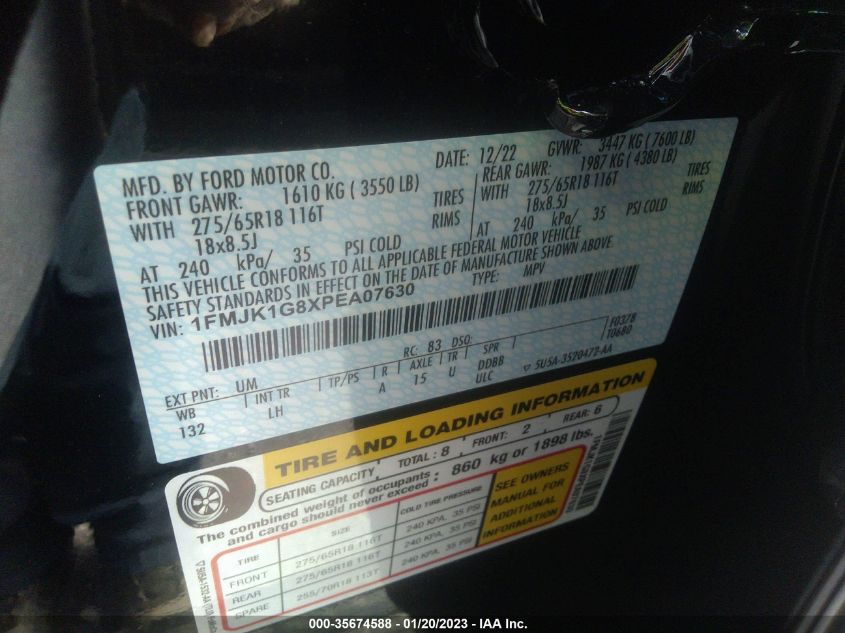 MFD. BY FORD MOTOR CO.
DATE: 12/22 GVWR: 3447 KG ( 7600 LB)
FRONT GAWR: 1610 KG ( 3550 LB)
REAR GAWR: 1987 KG ( 4380 LB)
WITH 275/65R18 116T TIRES
WITH 275/65R18 116T TIRES
18x8.5J RIMS
18x8.5J RIMS
AT 240 kPa/ 35 PSI COLD
AT 240 kPa/ 35 PSI COLD
THIS VEHICLE CONFORMS TO ALL APPLICABLE FEDERAL MOTOR VEHICLE
SAFETY STANDARDS IN EFFECT ON THE DATE OF MANUFACTURE SHOWN ABOVE.
VIN: 1FMJK1G8XPEA07630 TYPE: MPV
F0378
T0680
EXT PNT: UM RC: 83 DSO:
WB INT TR TP/PS R AXLE TR SPR
132 LH A 15 U DDBB
ULC
5U5A-3520472-AA
TIRE AND LOADING INFORMATION
SEATING CAPACITY TOTAL: 8 FRONT: 2 REAR: 6
The combined weight of occupants
and cargo should never exceed : 860 kg or 1898 lbs.
TIRE SIZE COLD TIRE PRESSURE
FRONT 275/65R18 116T 240 KPA, 35 PSI
REAR 275/65R18 116T 240 KPA, 35 PSI
SPARE 255/70R18 113T 240 KPA, 35 PSI
SEE OWNERS
MANUAL FOR
ADDITIONAL
INFORMATION
000-35674588 - 01/20/2023 - IAA Inc.